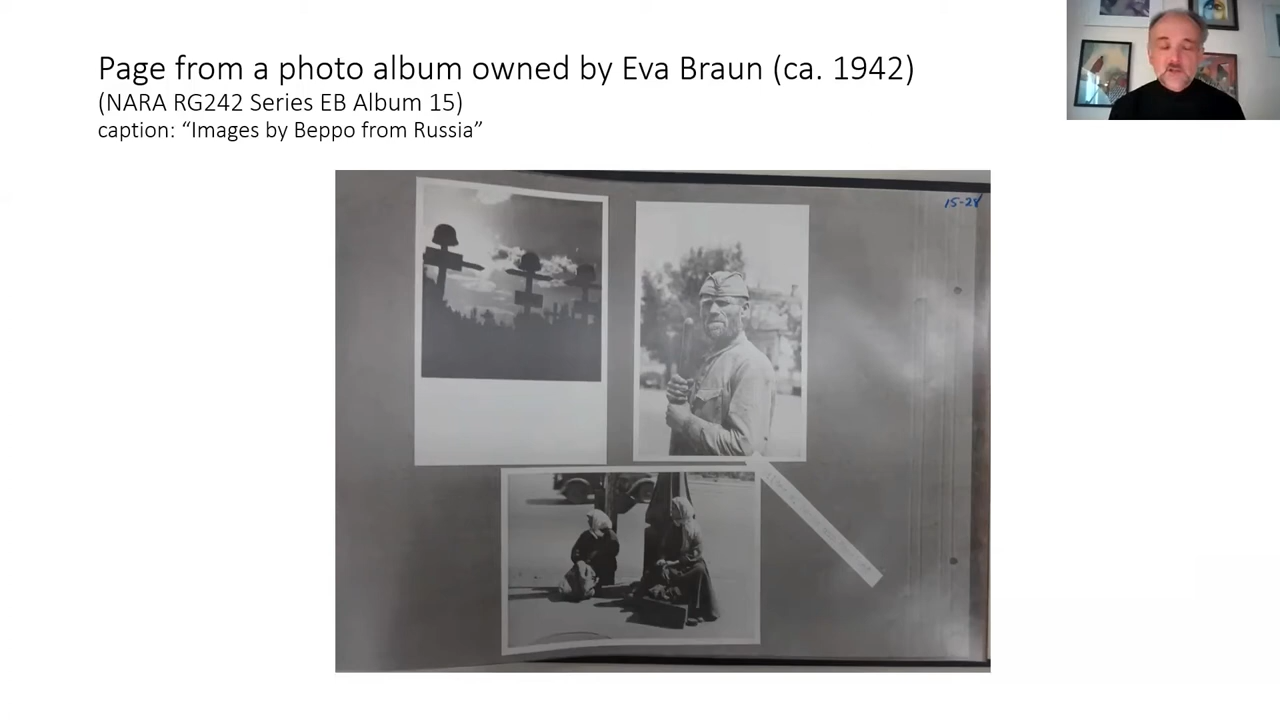 Page from a photo album owned by Eva Braun (ca. 1942)
(NARA RG242 Series EB Album 15)
caption: “Images by Beppo from Russia”
15-28